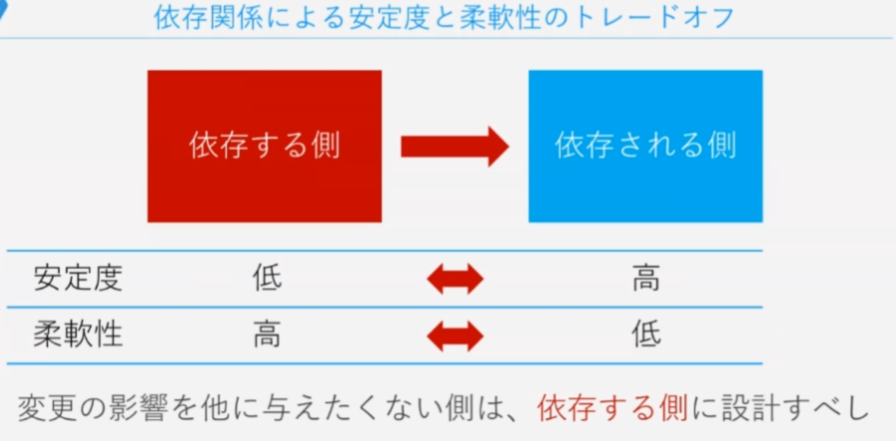 依存関係による安定度と柔軟性のトレードオフ
依存する側
依存される側
安定度 低 高
柔軟性 高 低
変更の影響を他に与えたくない側は、依存する側に設計すべし